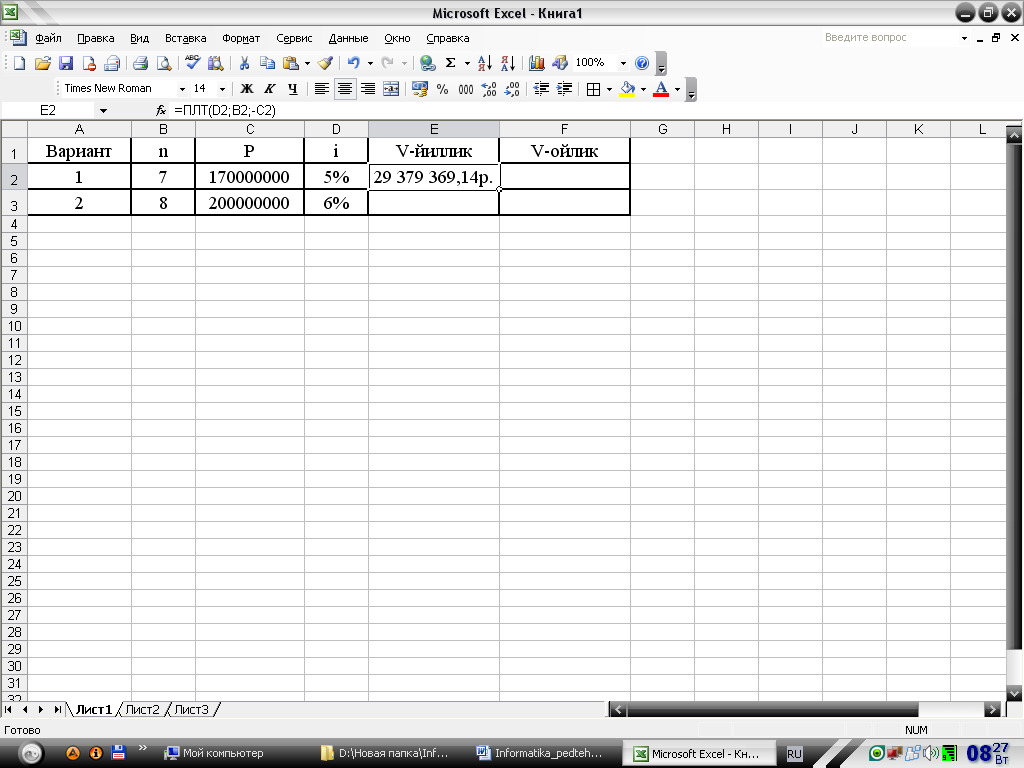 Microsoft Excel - Книга1
Файл Правка Вид Вставка Формат Сервис Данные Окно Справка Введите вопрос
100%
Times New Roman 14 Ж К Ч % 000
E2 fx =ПЛТ(D2;B2;-C2)
A B C D E F G H I J K L
1 Вариант n P i V-йиллик V-ойлик
2 1 7 170000000 5% 29 379 369,14р.
3 2 8 200000000 6%
4
5
6
7
8
9
10
11
12
13
14
15
16
17
18
19
20
21
22
23
24
25
26
27
28
29
30
31
32
Лист1 Лист2 Лист3
Готово NUM
Мой компьютер D:\Новая папка\Inf... Informatika_pedteh... Microsoft Excel - Кн... RU 08 27 Вт